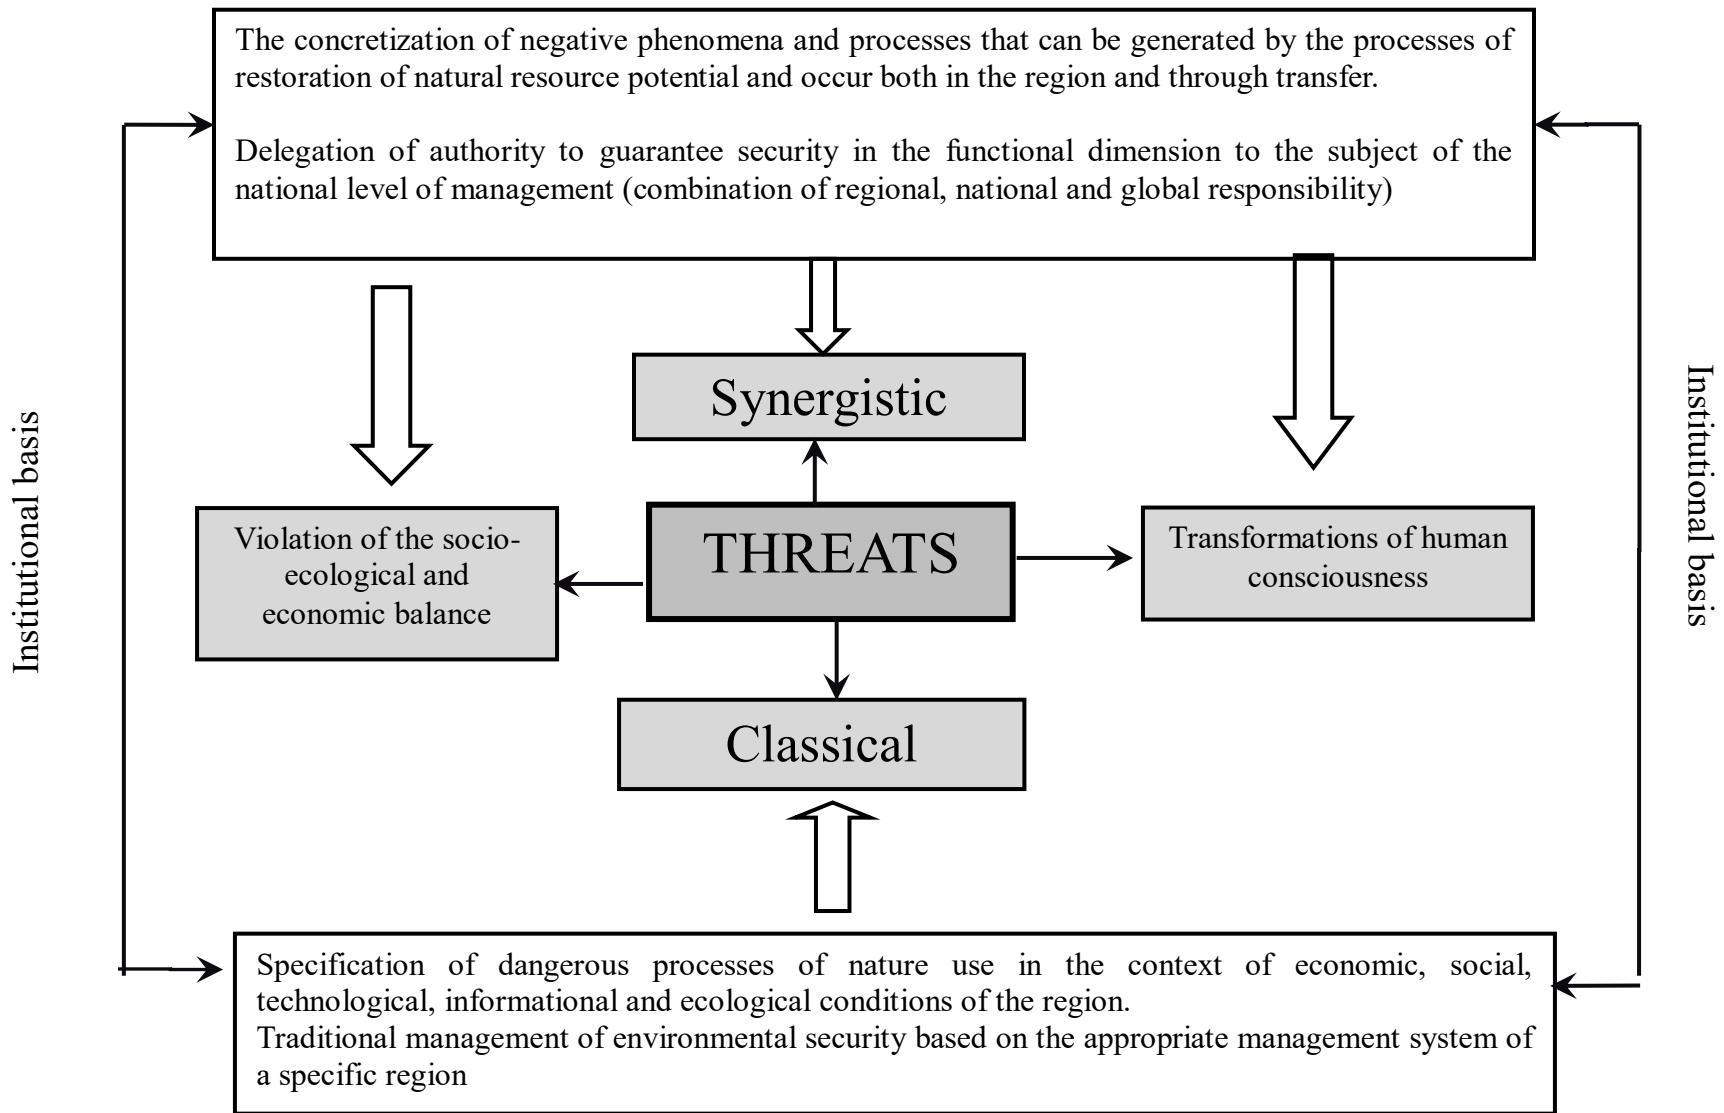 The concretization of negative phenomena and processes that can be generated by the processes of
restoration of natural resource potential and occur both in the region and through transfer.
Delegation of authority to guarantee security in the functional dimension to the subject of the
national level of management (combination of regional, national and global responsibility)
Institutional basis
Synergistic
Institutional basis
Violation of the socio-
ecological and
economic balance
THREATS
Transformations of human
consciousness
Classical
Specification of dangerous processes of nature use in the context of economic, social,
technological, informational and ecological conditions of the region.
Traditional management of environmental security based on the appropriate management system of
a specific region